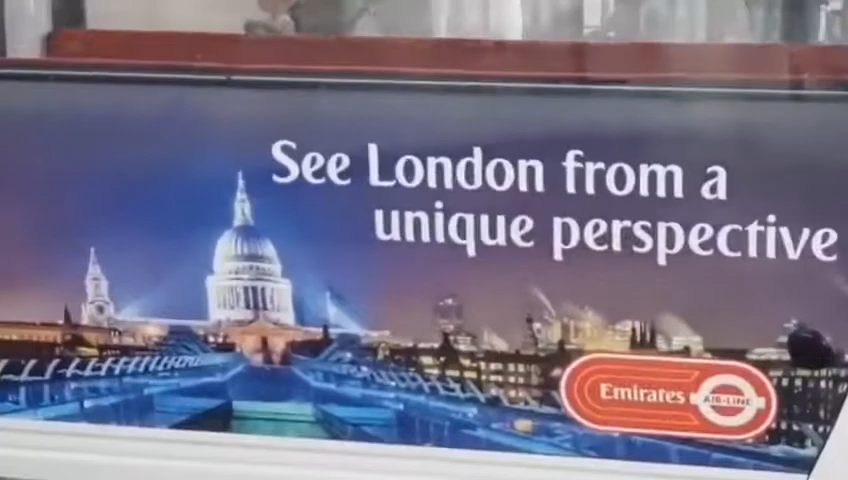 See London from a
unique perspective
Emirates
AIR-LINE